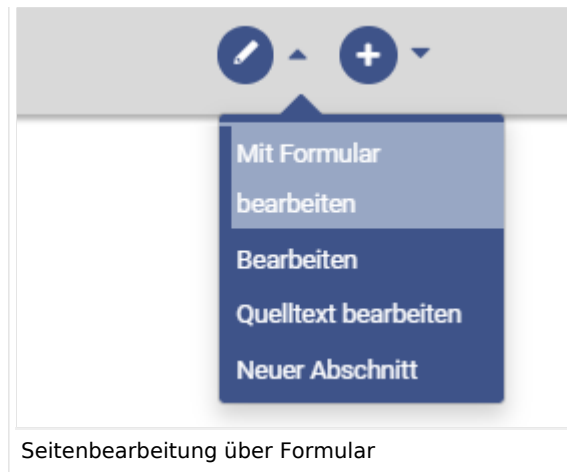 Mit Formular
bearbeiten
Bearbeiten
Quelltext bearbeiten
Neuer Abschnitt
Seitenbearbeitung über Formular